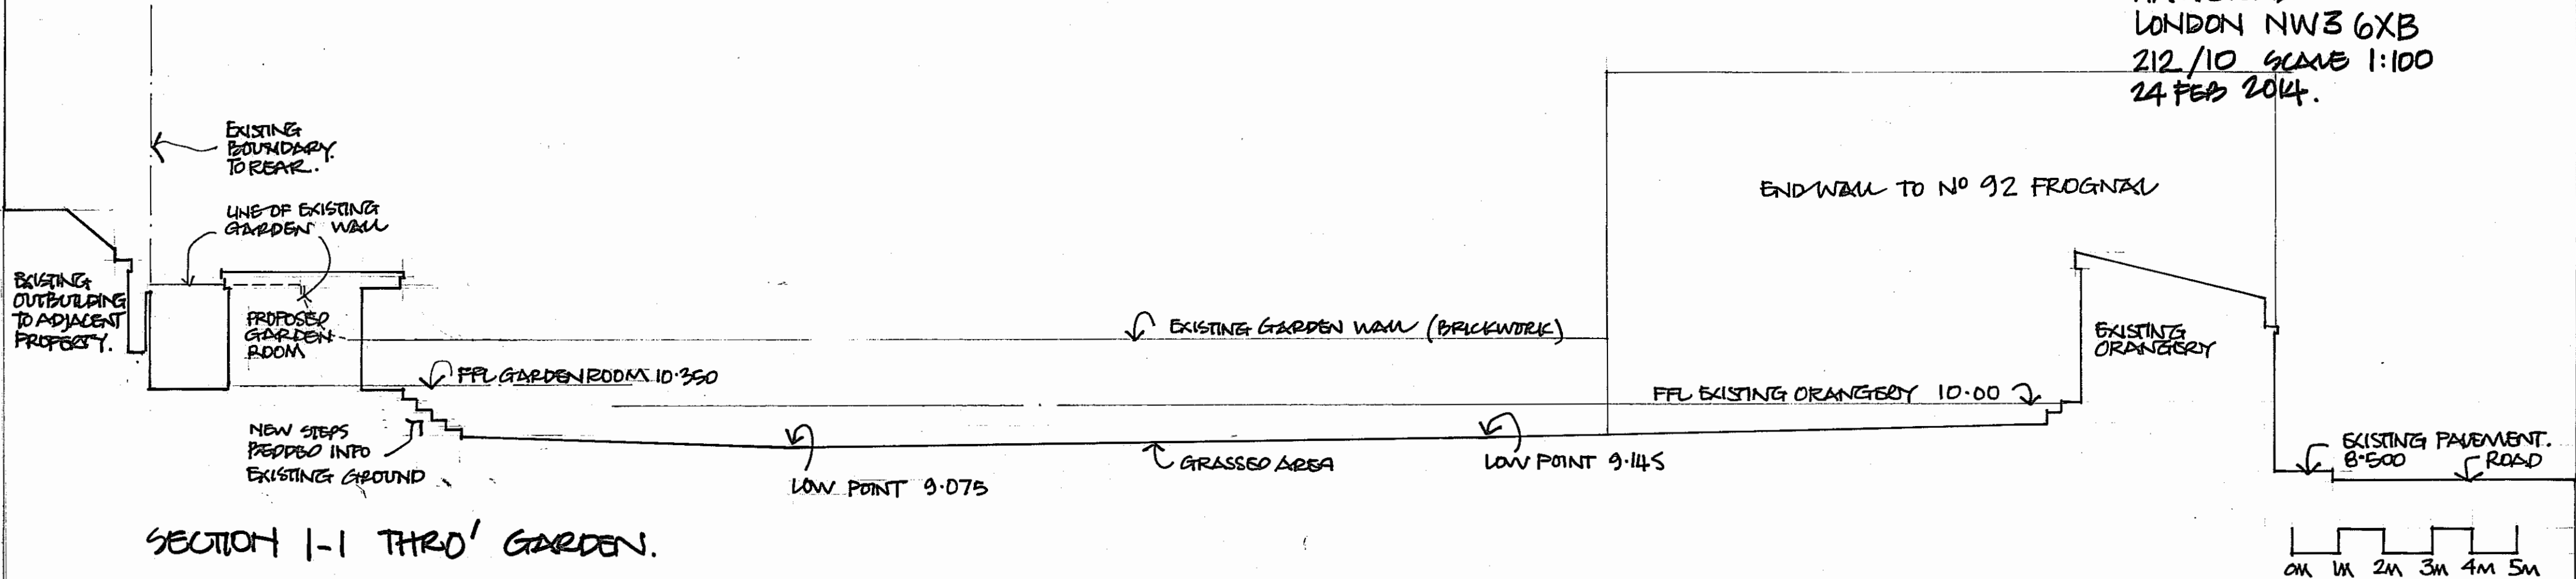 LONDON NW3 6XB
212/10 SCALE 1:100
24 FEB 2014.
EXISTING
BOUNDARY.
TO REAR.
LINE OF EXISTING
GARDEN WALL
END WALL TO Nº 92 FROGNAL
EXISTING
OUTBUILDING
TO ADJACENT
PROPERTY.
PROPOSED
GARDEN
ROOM
EXISTING GARDEN WALL (BRICKWORK)
EXISTING
ORANGERY
FFL GARDEN ROOM 10.350
FFL EXISTING ORANGERY 10.00
NEW STEPS
BEDDED INTO
EXISTING GROUND
LOW POINT 9.075
GRASSED AREA
LOW POINT 9.145
EXISTING PAVEMENT.
8.500
ROAD
SECTION 1-1 THRO' GARDEN.
0M 1M 2M 3M 4M 5M